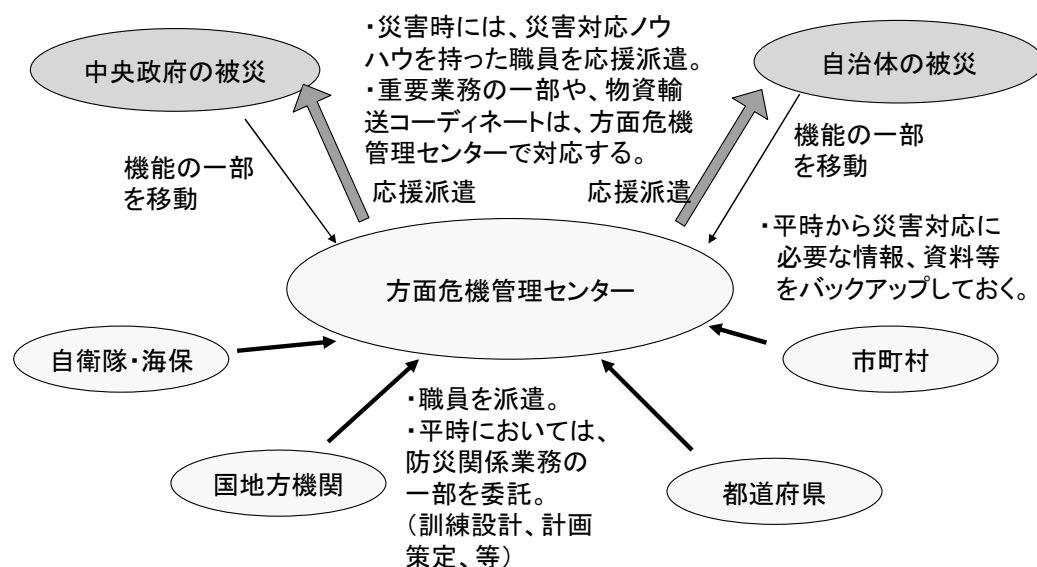 ・災害時には、災害対応ノウ
ハウを持った職員を応援派遣。
・重要業務の一部や、物資輸
送コーディネートは、方面危機
管理センターで対応する。
中央政府の被災
自治体の被災
機能の一部
を移動
応援派遣
応援派遣
機能の一部
を移動
・平時から災害対応に
必要な情報、資料等
をバックアップしておく。
方面危機管理センター
自衛隊・海保
市町村
・職員を派遣。
・平時においては、
防災関係業務の
一部を委託。
（訓練設計、計画
策定、等）
国地方機関
都道府県